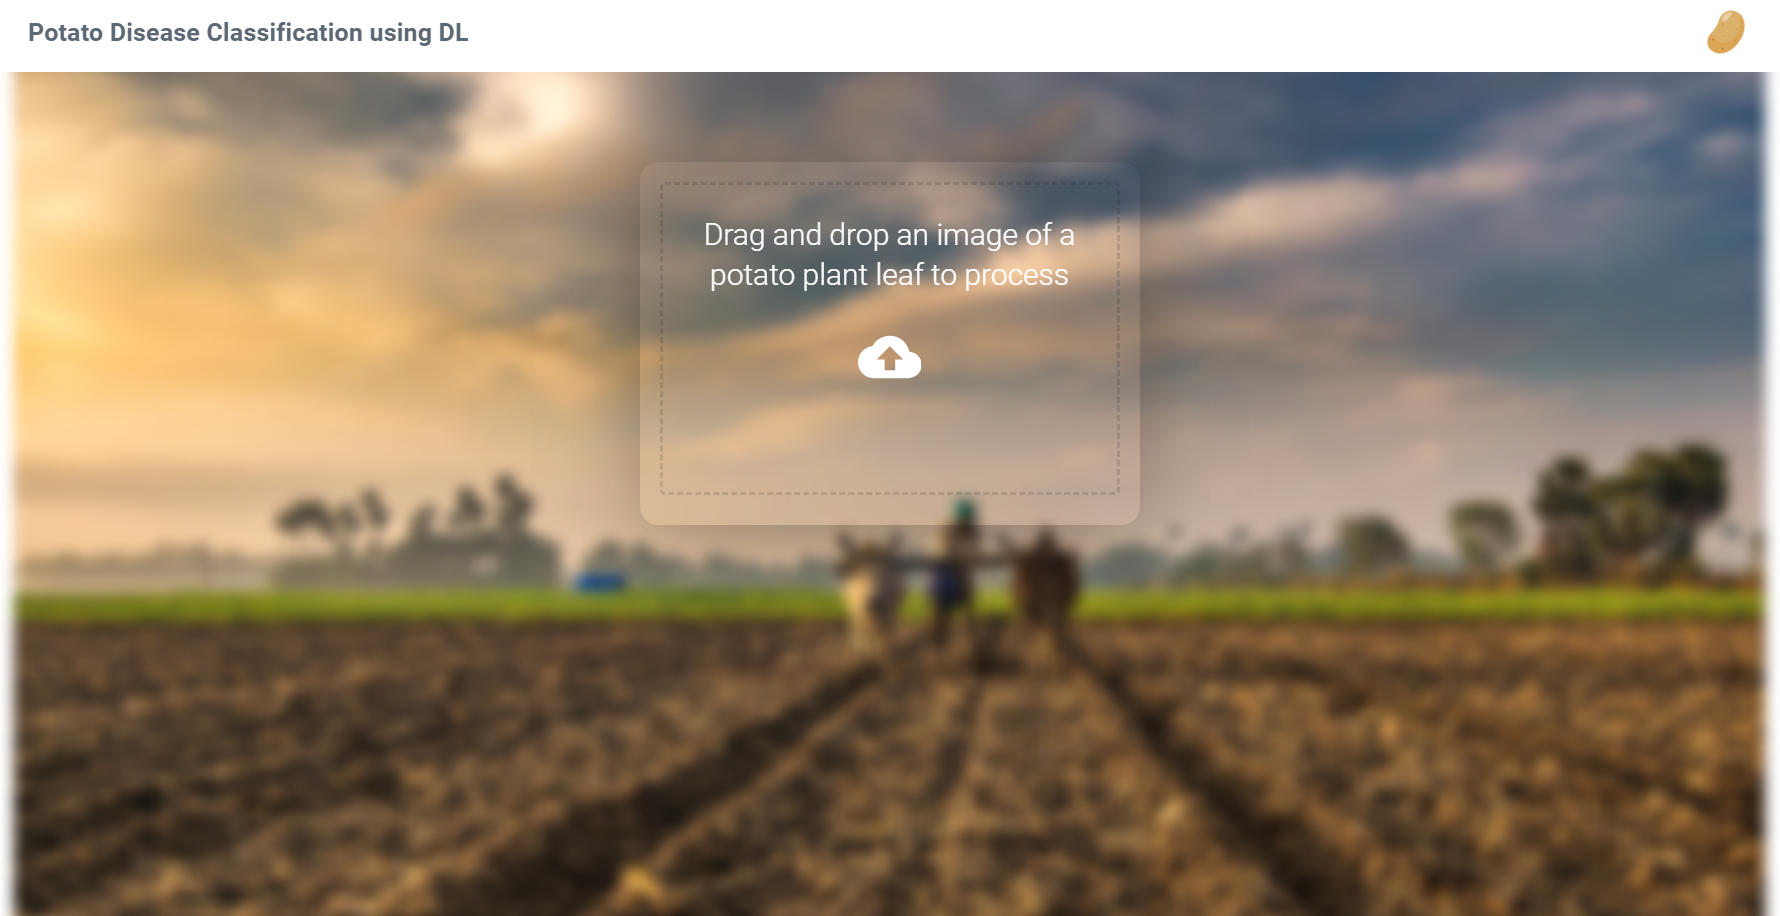 Potato Disease Classification using DL
Drag and drop an image of a
potato plant leaf to process